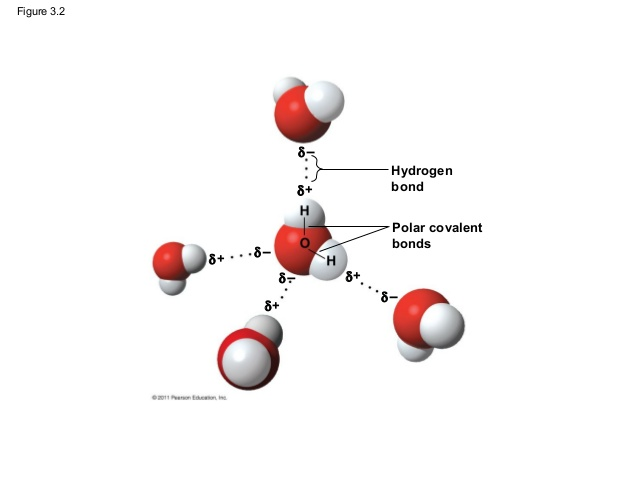 Figure 3.2
δ−
Hydrogen
bond
δ+
H
Polar covalent
bonds
O
δ+
δ−
H
δ−
δ+
δ−
δ+
© 2011 Pearson Education, Inc.